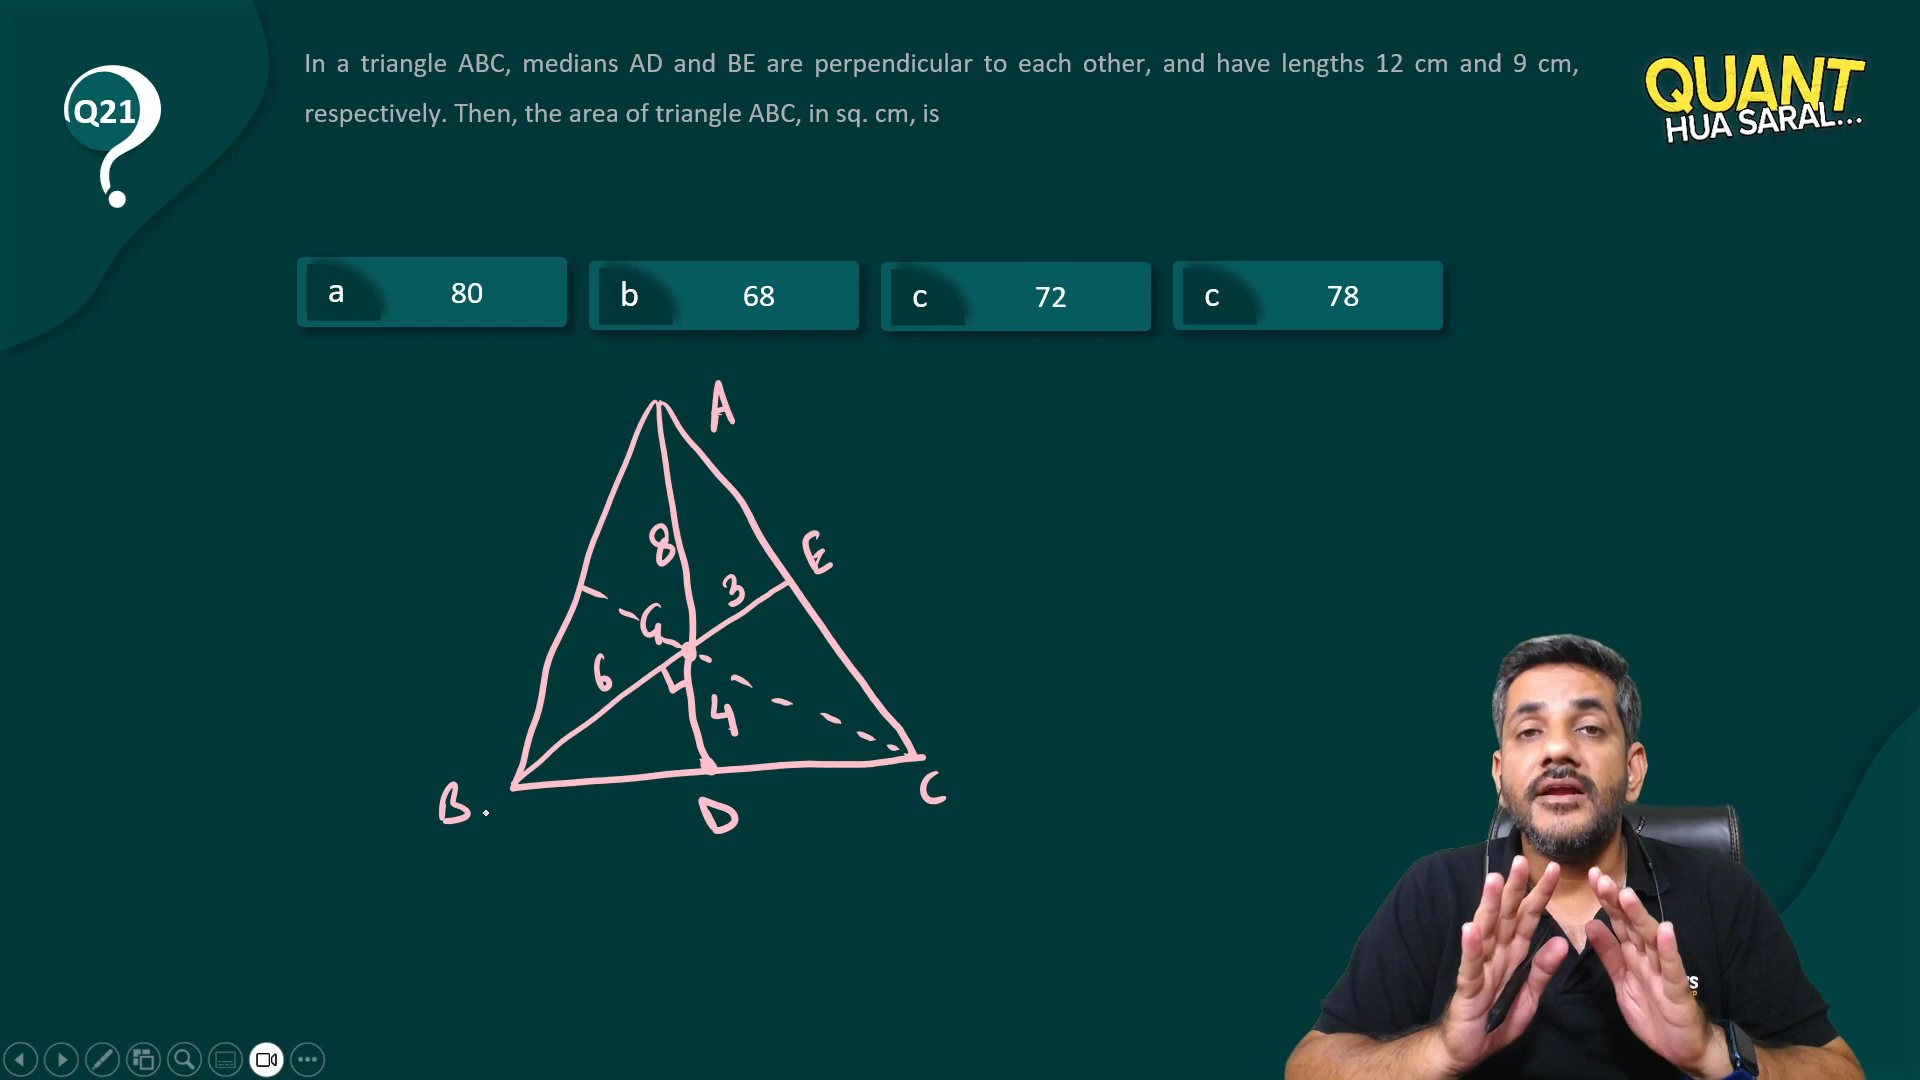 Q21
In a triangle ABC, medians AD and BE are perpendicular to each other, and have lengths 12 cm and 9 cm,
respectively. Then, the area of triangle ABC, in sq. cm, is
QUANT
HUA SARAL...
a 80
b 68
c 72
c 78
A
8
E
3
G
6
4
B
D
C